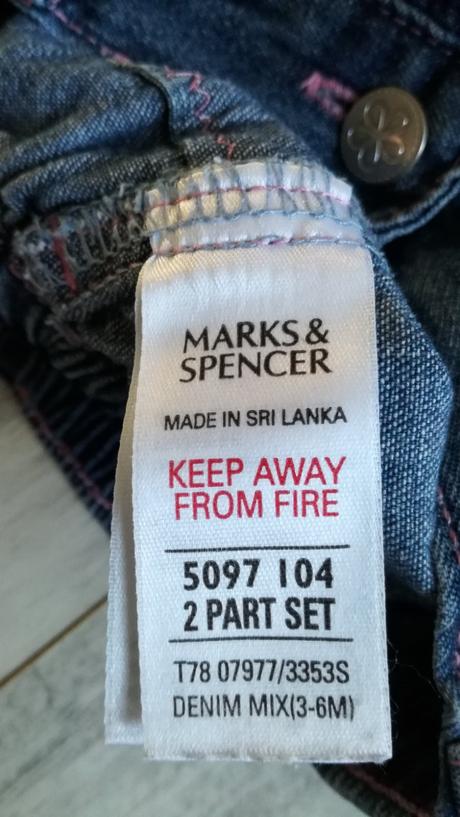 MARKS &
SPENCER
MADE IN SRI LANKA
KEEP AWAY
FROM FIRE
5097 104
2 PART SET
T78 07977/3353S
DENIM MIX(3-6M)